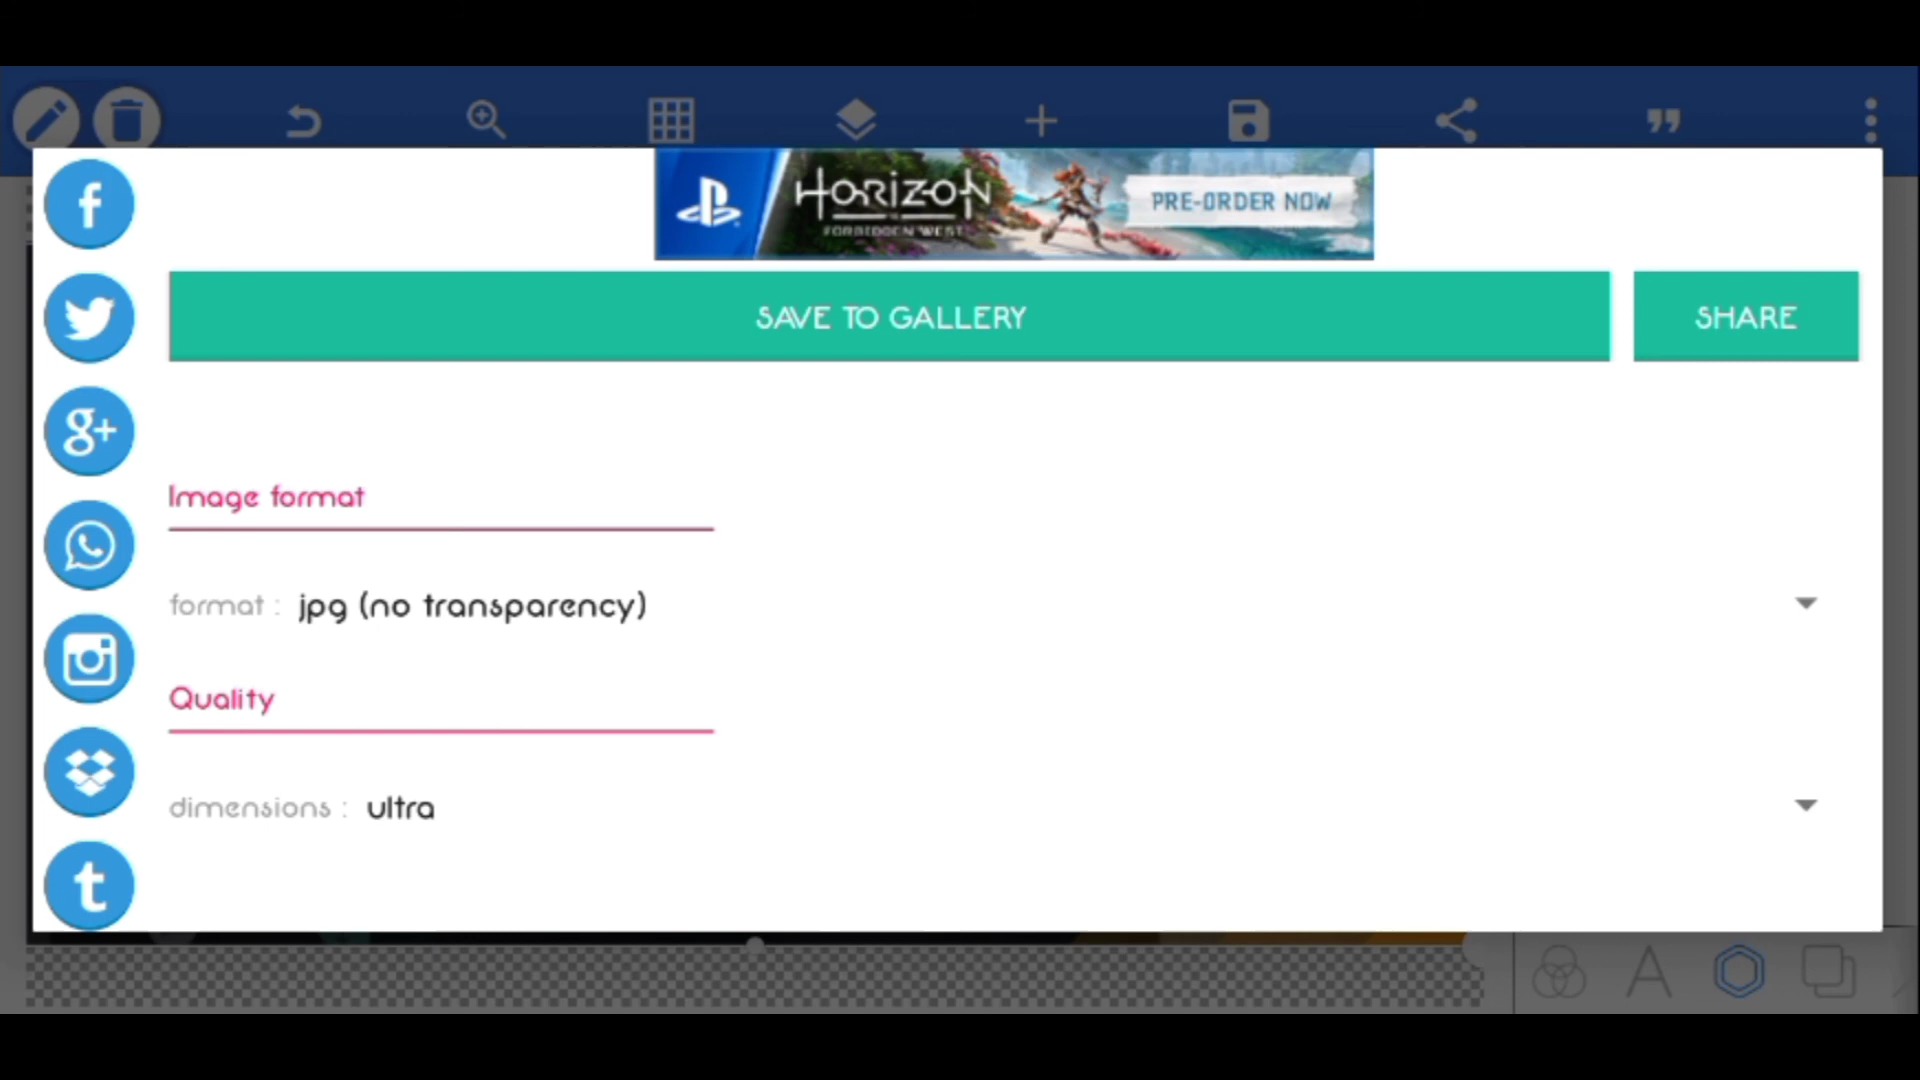 HORIZON
FORBIDDEN WEST
PRE-ORDER NOW
SAVE TO GALLERY
SHARE
Image format
format : jpg (no transparency)
Quality
dimensions : ultra